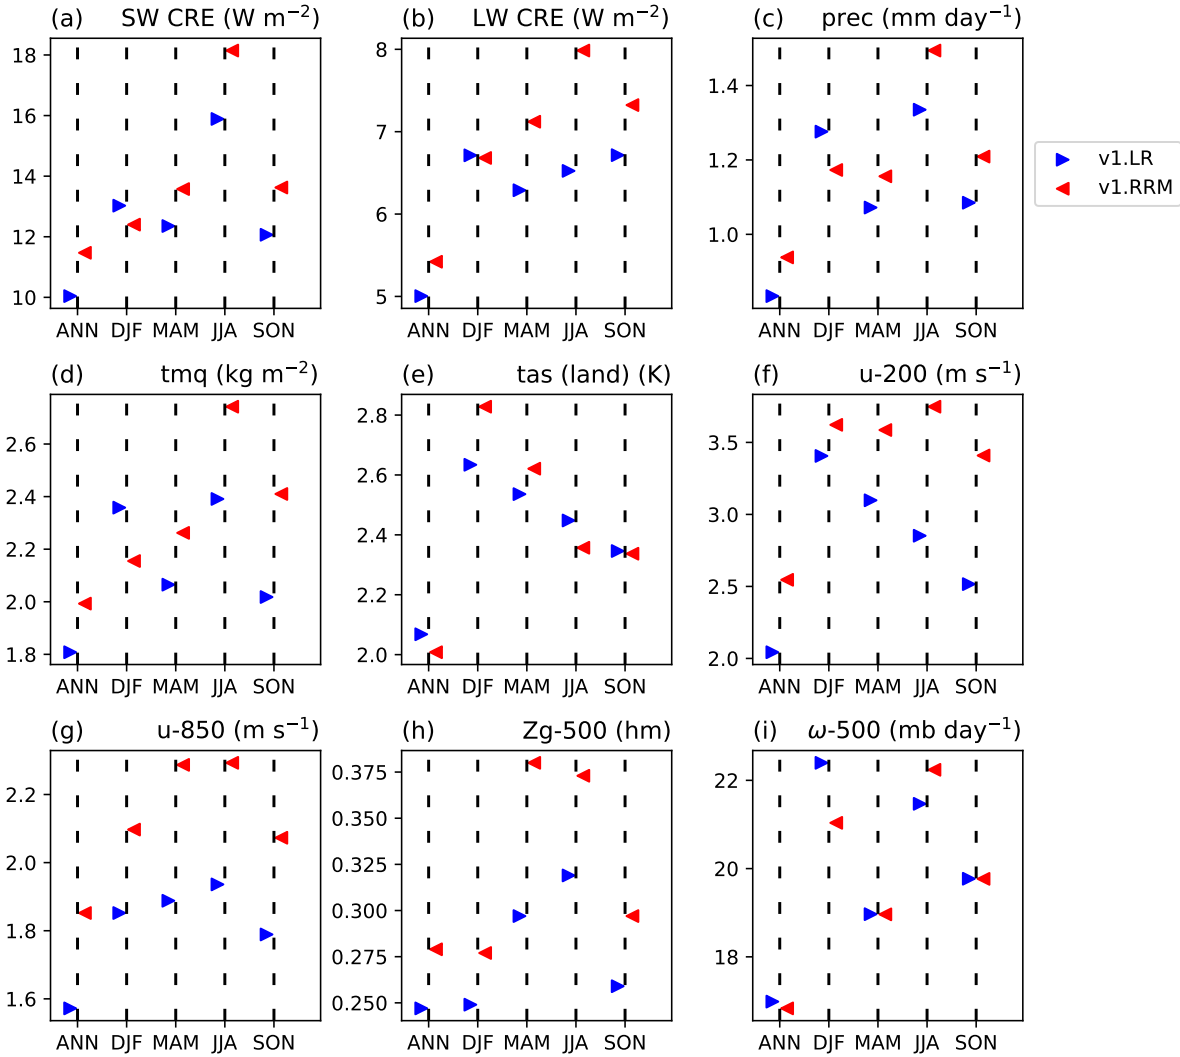 (a) SW CRE (W m⁻²)
18
16
14
12
10
ANN DJF MAM JJA SON
(b) LW CRE (W m⁻²)
8
7
6
5
ANN DJF MAM JJA SON
(c) prec (mm day⁻¹)
1.4
1.2
1.0
ANN DJF MAM JJA SON
v1.LR
v1.RRM
(d) tmq (kg m⁻²)
2.6
2.4
2.2
2.0
1.8
ANN DJF MAM JJA SON
(e) tas (land) (K)
2.8
2.6
2.4
2.2
2.0
ANN DJF MAM JJA SON
(f) u-200 (m s⁻¹)
3.5
3.0
2.5
2.0
ANN DJF MAM JJA SON
(g) u-850 (m s⁻¹)
2.2
2.0
1.8
1.6
ANN DJF MAM JJA SON
(h) Zg-500 (hm)
0.375
0.350
0.325
0.300
0.275
0.250
ANN DJF MAM JJA SON
(i) ω-500 (mb day⁻¹)
22
20
18
ANN DJF MAM JJA SON